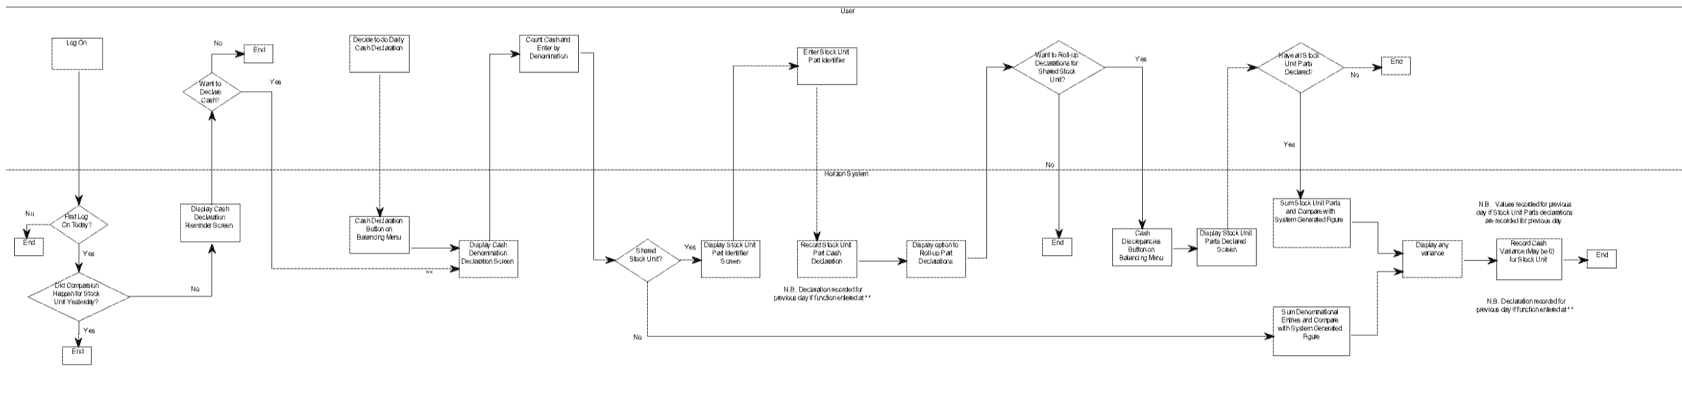 User
Log On
No
End
Want to
Declare
Cash?
Yes
Decide to do Daily
Cash Declaration
Count Cash and
Enter by
Denomination
Enter Stock Unit
Part Identifier
Want to Roll-up
Declarations for
Shared Stock
Unit?
Yes
No
Have all Stock
Unit Parts
Declared?
No
End
Yes
Horizon System
First Log
On Today?
No
End
Yes
Did Comparison
Happen for Stock
Unit Yesterday?
No
Yes
End
Display Cash
Declaration
Reminder Screen
Cash Declaration
Button on
Balancing Menu
Display Cash
Denomination
Declaration Screen
**
Shared
Stock Unit?
Yes
No
Display Stock Unit
Part Identifier
Screen
Record Stock Unit
Part Cash
Declaration
N.B. Declaration recorded for
previous day if function entered at **
Display option to
Roll-up Part
Declarations
End
Cash
Discrepancies
Button on
Balancing Menu
Display Stock Unit
Parts Declared
Screen
Sum Stock Unit Parts
and Compare with
System Generated Figure
Sum Denominational
Entries and Compare
with System Generated
Figure
Display any
variance
N.B. Values recorded for previous
day if Stock Unit Parts declarations
are recorded for previous day
Record Cash
Variance (May be 0)
for Stock Unit
End
N.B. Declaration recorded for
previous day if function entered at **